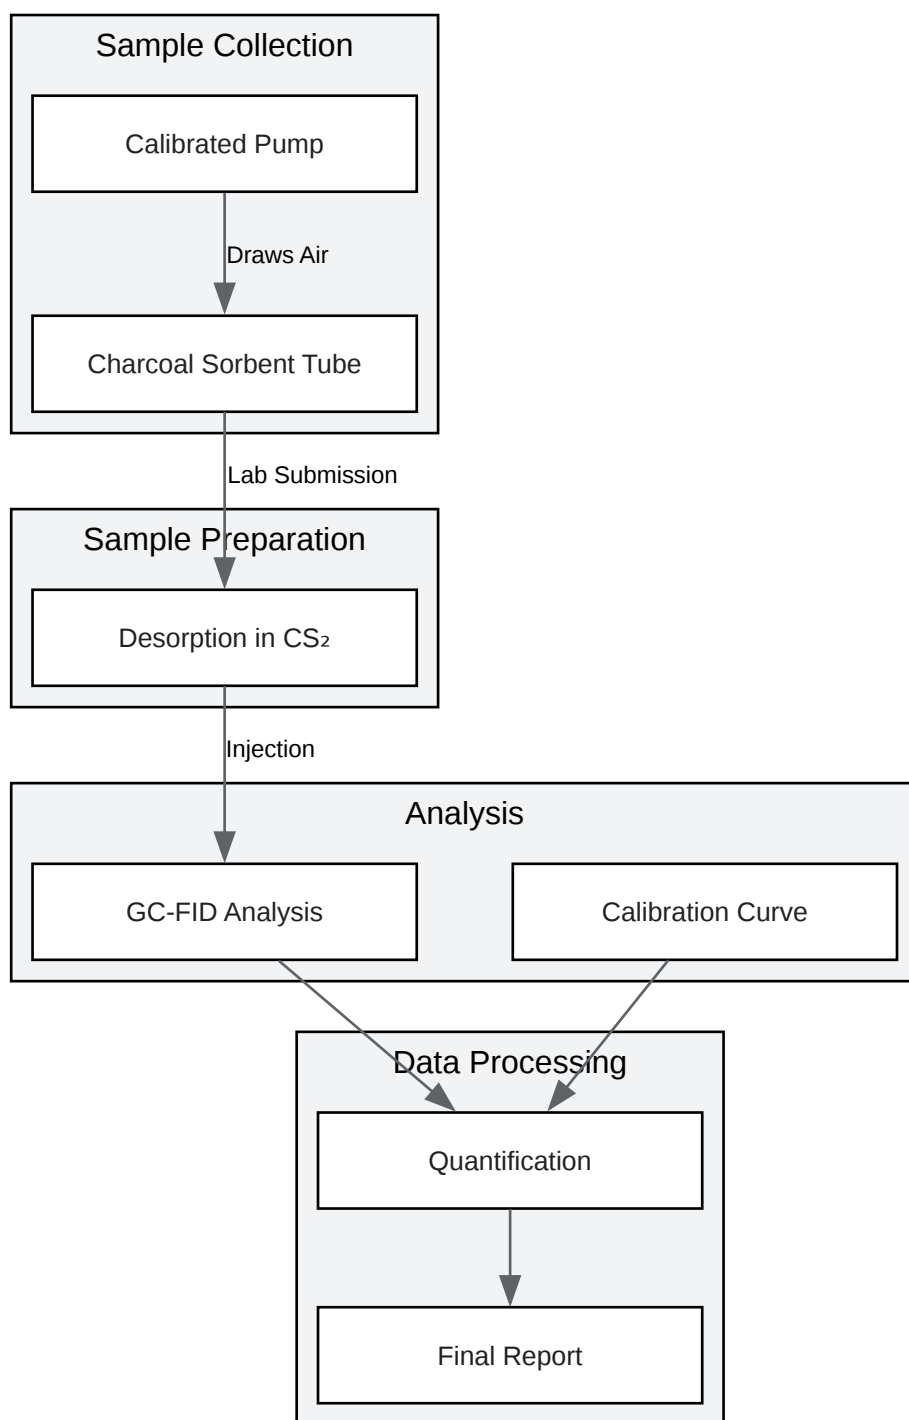 Sample Collection
Calibrated Pump
Draws Air
Charcoal Sorbent Tube
Lab Submission
Sample Preparation
Desorption in CS₂
Injection
Analysis
GC-FID Analysis
Calibration Curve
Data Processing
Quantification
Final Report